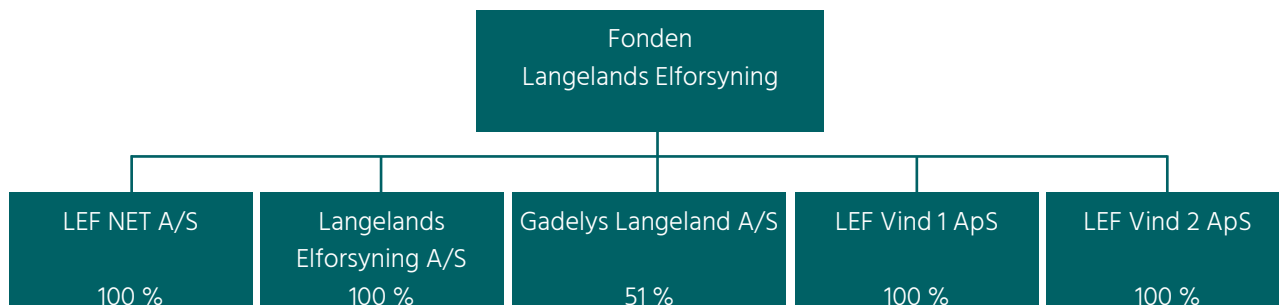 Fonden
Langelands Elforsyning
LEF NET A/S
100 %
Langelands
Elforsyning A/S
100 %
Gadelys Langeland A/S
51 %
LEF Vind 1 ApS
100 %
LEF Vind 2 ApS
100 %